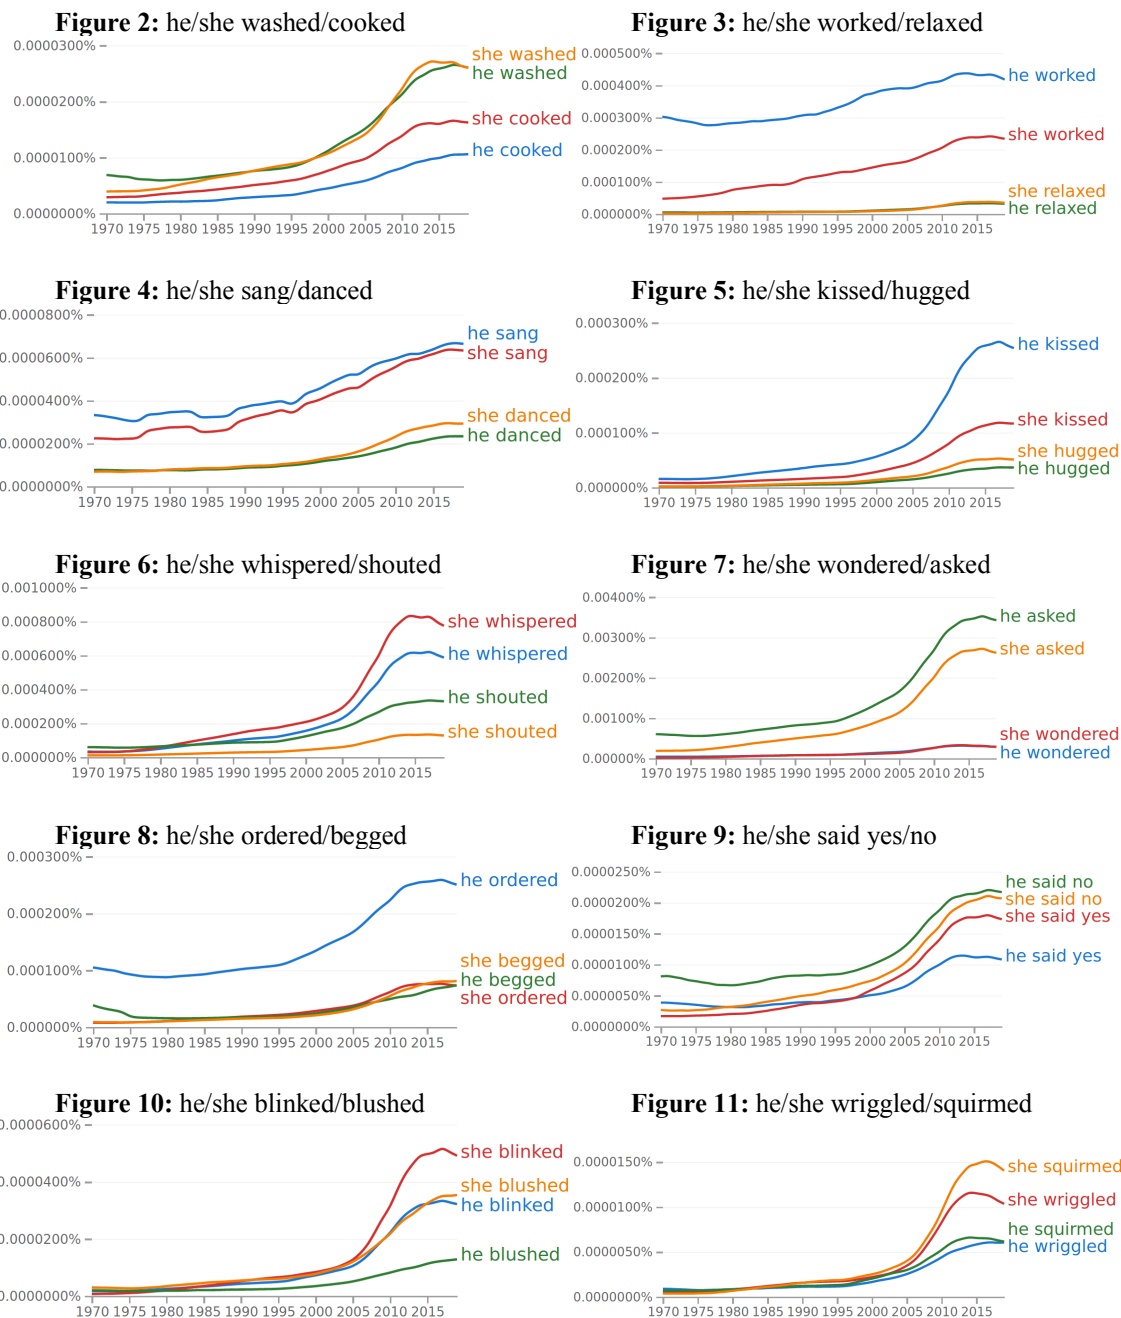 Figure 2: he/she washed/cooked
0.0000300%
0.0000200%
0.0000100%
0.0000000%
she washed
he washed
she cooked
he cooked
1970 1975 1980 1985 1990 1995 2000 2005 2010 2015
Figure 3: he/she worked/relaxed
0.000500%
0.000400%
0.000300%
0.000200%
0.000100%
0.000000%
he worked
she worked
she relaxed
he relaxed
1970 1975 1980 1985 1990 1995 2000 2005 2010 2015
Figure 4: he/she sang/danced
0.0000800%
0.0000600%
0.0000400%
0.0000200%
0.0000000%
he sang
she sang
she danced
he danced
1970 1975 1980 1985 1990 1995 2000 2005 2010 2015
Figure 5: he/she kissed/hugged
0.000300%
0.000200%
0.000100%
0.000000%
he kissed
she kissed
she hugged
he hugged
1970 1975 1980 1985 1990 1995 2000 2005 2010 2015
Figure 6: he/she whispered/shouted
0.001000%
0.000800%
0.000600%
0.000400%
0.000200%
0.000000%
she whispered
he whispered
he shouted
she shouted
1970 1975 1980 1985 1990 1995 2000 2005 2010 2015
Figure 7: he/she wondered/asked
0.00400%
0.00300%
0.00200%
0.00100%
0.00000%
he asked
she asked
she wondered
he wondered
1970 1975 1980 1985 1990 1995 2000 2005 2010 2015
Figure 8: he/she ordered/begged
0.000300%
0.000200%
0.000100%
0.000000%
he ordered
she begged
he begged
she ordered
1970 1975 1980 1985 1990 1995 2000 2005 2010 2015
Figure 9: he/she said yes/no
0.0000250%
0.0000200%
0.0000150%
0.0000100%
0.0000050%
0.0000000%
he said no
she said no
she said yes
he said yes
1970 1975 1980 1985 1990 1995 2000 2005 2010 2015
Figure 10: he/she blinked/blushed
0.0000600%
0.0000400%
0.0000200%
0.0000000%
she blinked
she blushed
he blinked
he blushed
1970 1975 1980 1985 1990 1995 2000 2005 2010 2015
Figure 11: he/she wriggled/squirmed
0.0000150%
0.0000100%
0.0000050%
0.0000000%
she squirmed
she wriggled
he squirmed
he wriggled
1970 1975 1980 1985 1990 1995 2000 2005 2010 2015